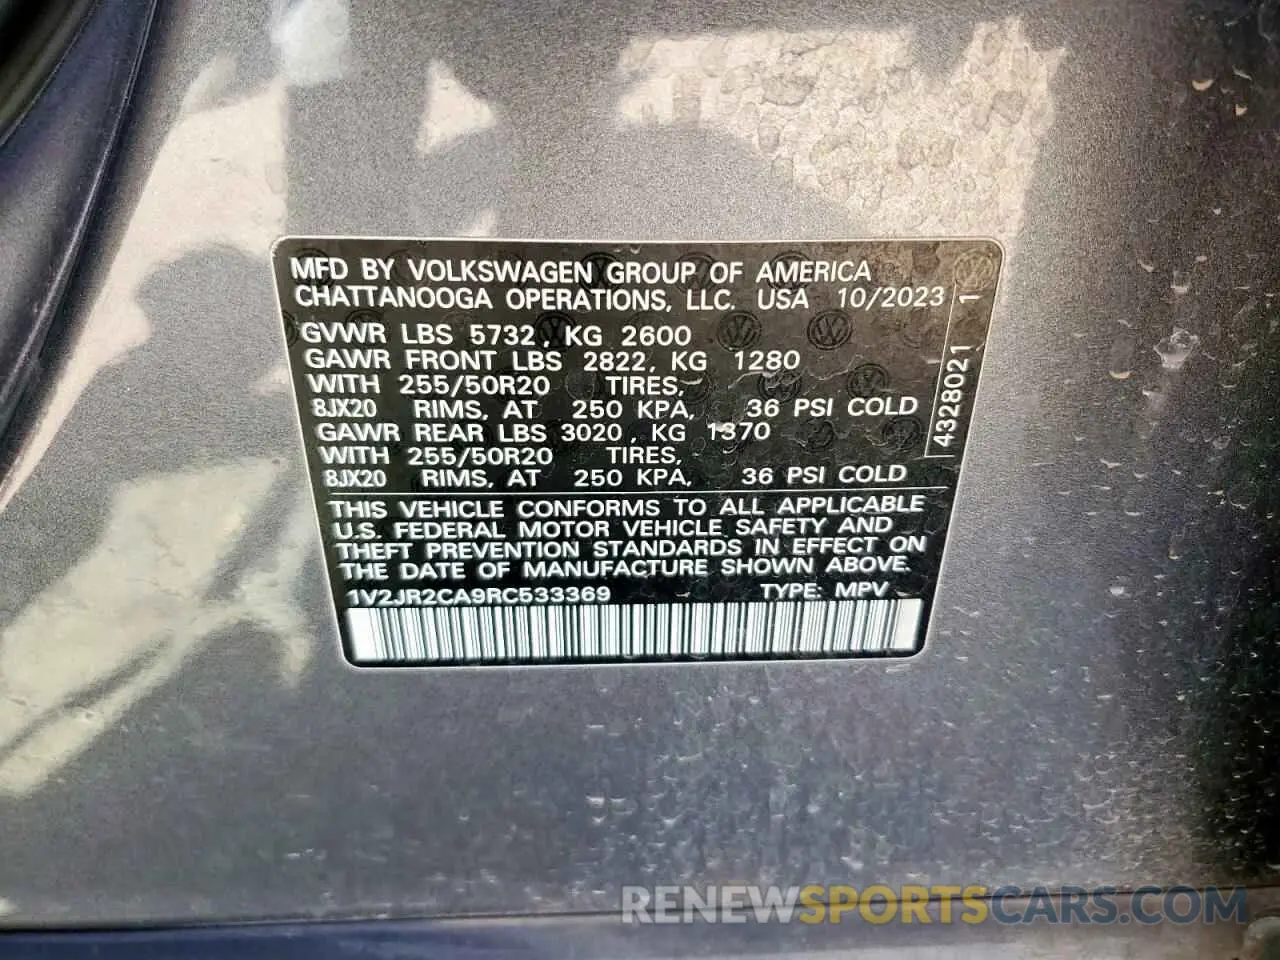 MFD BY VOLKSWAGEN GROUP OF AMERICA
CHATTANOOGA OPERATIONS, LLC. USA 10/2023
GVWR LBS 5732, KG 2600
GAWR FRONT LBS 2822, KG 1280
WITH 255/50R20 TIRES,
8JX20 RIMS, AT 250 KPA, 36 PSI COLD
GAWR REAR LBS 3020, KG 1370
WITH 255/50R20 TIRES,
8JX20 RIMS, AT 250 KPA, 36 PSI COLD
4328021 1
THIS VEHICLE CONFORMS TO ALL APPLICABLE
U.S. FEDERAL MOTOR VEHICLE SAFETY AND
THEFT PREVENTION STANDARDS IN EFFECT ON
THE DATE OF MANUFACTURE SHOWN ABOVE.
1V2JR2CA9RC533369 TYPE: MPV
RENEWSPORTSCARS.COM